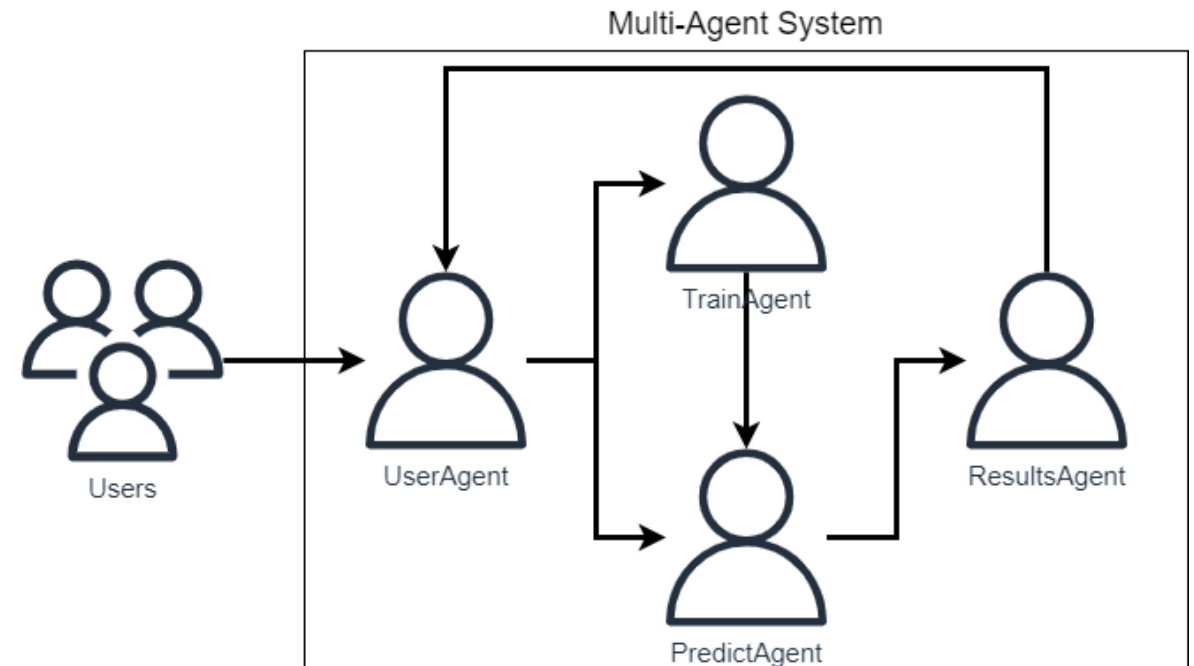 Multi-Agent System
TrainAgent
Users
UserAgent
ResultsAgent
PredictAgent